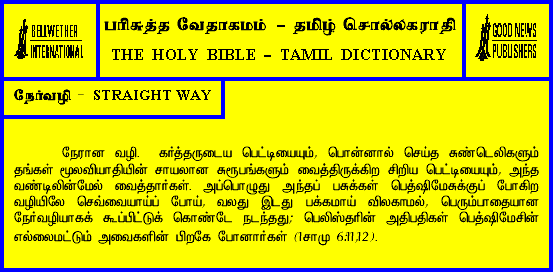 BELLWETHER
INTERNATIONAL
பரிசுத்த வேதாகமம் – தமிழ் சொல்லகராதி
THE HOLY BIBLE – TAMIL DICTIONARY
GOOD NEWS
PUBLISHERS
நேர்வழி - STRAIGHT WAY
நேரான வழி. கர்த்தருடைய பெட்டியையும், பொன்னால் செய்த சுண்டெலிகளும்
தங்கள் மூலவியாதியின் சாயலான சுரூபங்களும் வைத்திருக்கிற சிறிய பெட்டியையும், அந்த
வண்டிலின்மேல் வைத்தார்கள். அப்பொழுது அந்தப் பசுக்கள் பெத்ஷிமேசுக்குப் போகிற
வழியிலே செவ்வையாய்ப் போய், வலது இடது பக்கமாய் விலகாமல், பெரும்பாதையான
நேர்வழியாகக் கூப்பிட்டுக் கொண்டே நடந்தது; பெலிஸ்தரின் அதிபதிகள் பெத்ஷிமேசின்
எல்லைமட்டும் அவைகளின் பிறகே போனார்கள் (1சாமு 6:11,12).